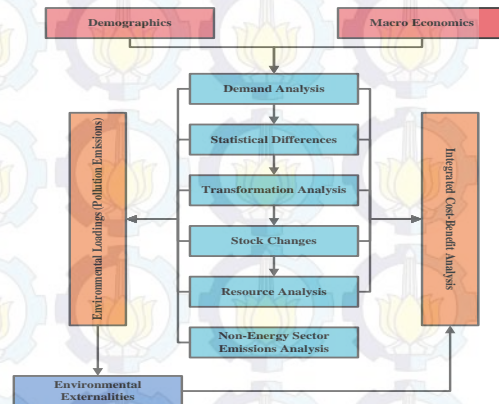 Demographics
Macro Economics
Demand Analysis
Statistical Differences
Transformation Analysis
Stock Changes
Resource Analysis
Non-Energy Sector
Emissions Analysis
Environmental Loadings (Pollution Emissions)
Integrated Cost-Benefit Analysis
Environmental
Externalities